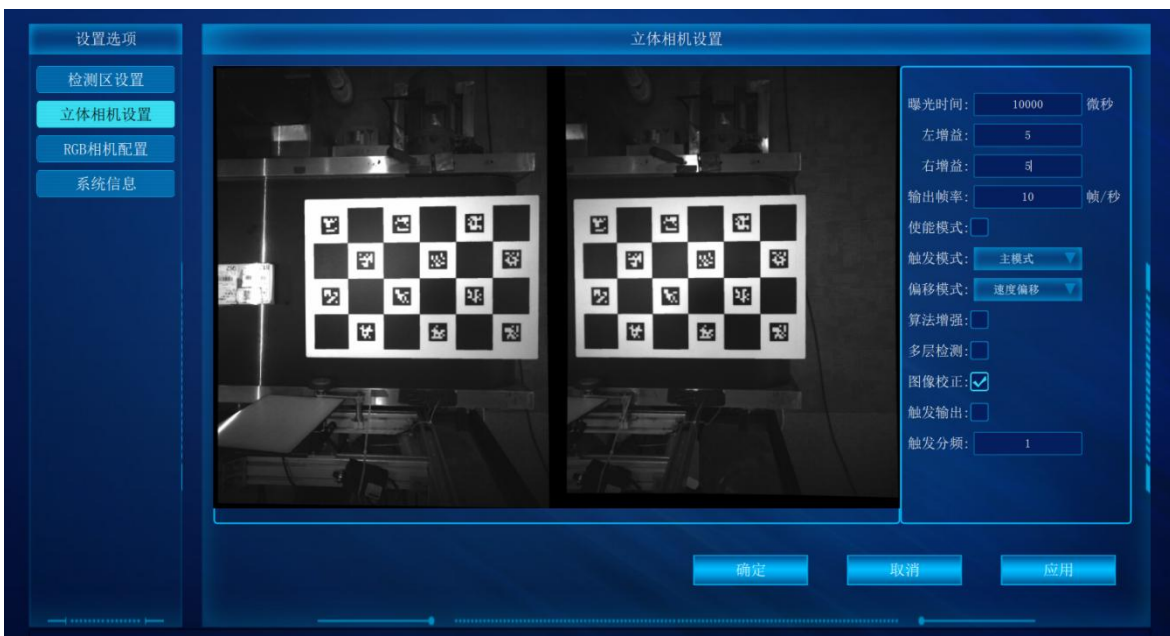 设置选项
立体相机设置
检测区设置
立体相机设置
RGB相机配置
系统信息
曝光时间: 10000 微秒
左增益: 5
右增益: 5
输出帧率: 10 帧/秒
使能模式:
触发模式: 主模式
偏移模式: 速度偏移
算法增强:
多层检测:
图像校正:
触发输出:
触发分频: 1
确定 取消 应用